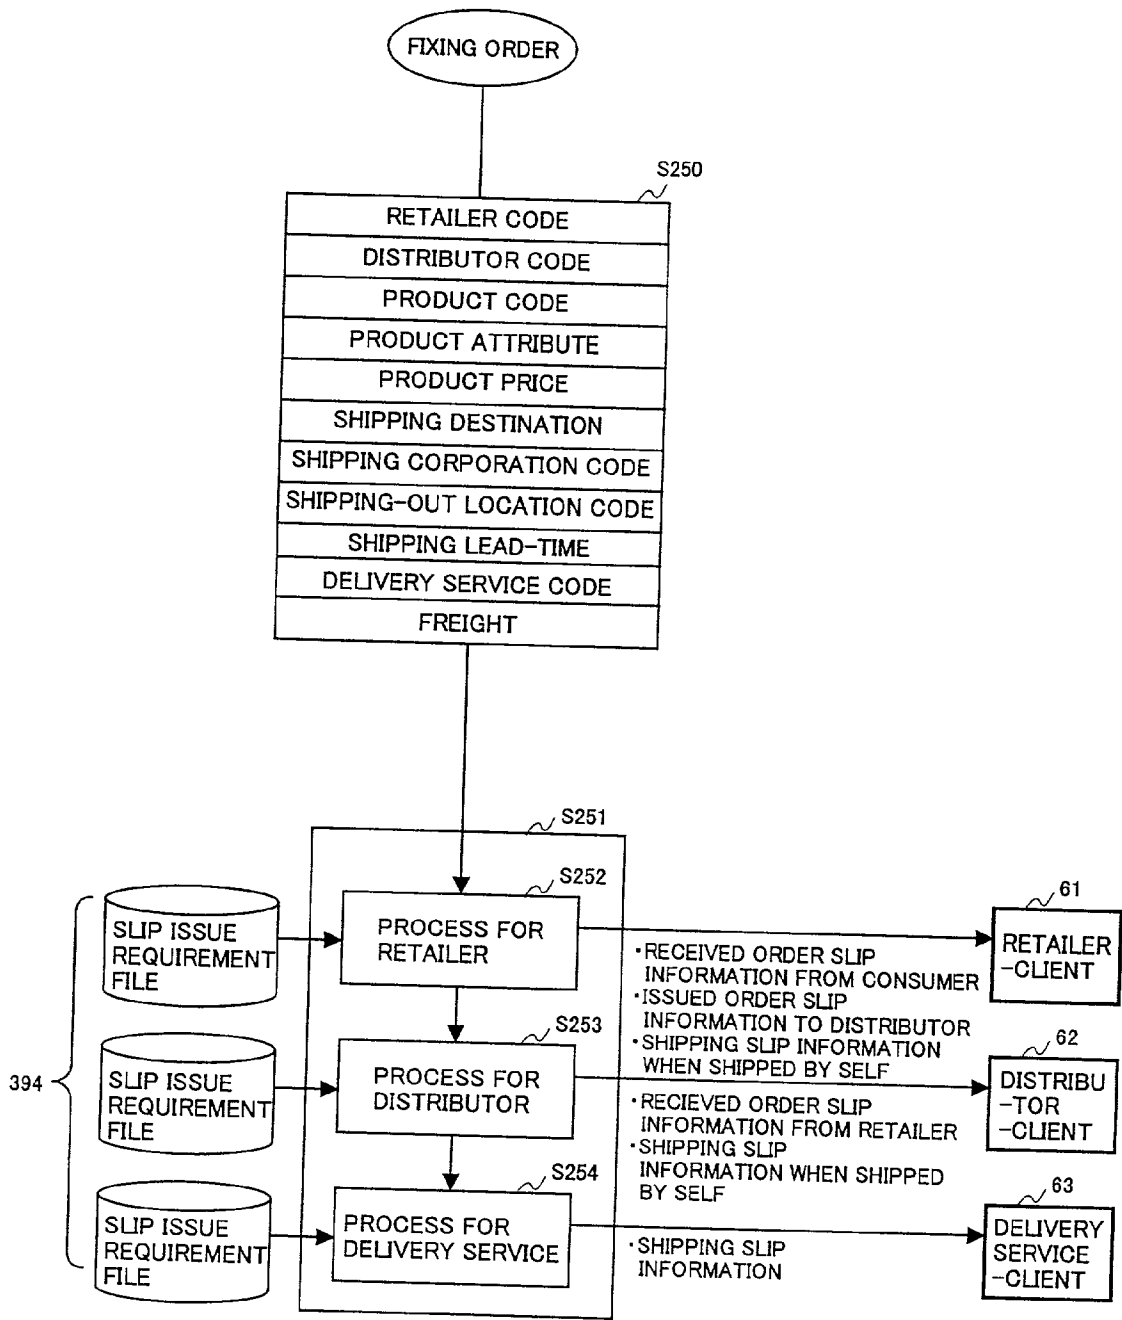 FIXING ORDER
S250
RETAILER CODE
DISTRIBUTOR CODE
PRODUCT CODE
PRODUCT ATTRIBUTE
PRODUCT PRICE
SHIPPING DESTINATION
SHIPPING CORPORATION CODE
SHIPPING-OUT LOCATION CODE
SHIPPING LEAD-TIME
DELIVERY SERVICE CODE
FREIGHT
S251
394
SLIP ISSUE
REQUIREMENT
FILE
S252
PROCESS FOR
RETAILER
・RECEIVED ORDER SLIP
INFORMATION FROM CONSUMER
・ISSUED ORDER SLIP
INFORMATION TO DISTRIBUTOR
・SHIPPING SLIP INFORMATION
WHEN SHIPPED BY SELF
61
RETAILER
-CLIENT
SLIP ISSUE
REQUIREMENT
FILE
S253
PROCESS FOR
DISTRIBUTOR
・RECIEVED ORDER SLIP
INFORMATION FROM RETAILER
・SHIPPING SLIP
INFORMATION WHEN SHIPPED
BY SELF
62
DISTRIBU
-TOR
-CLIENT
SLIP ISSUE
REQUIREMENT
FILE
S254
PROCESS FOR
DELIVERY SERVICE
・SHIPPING SLIP
INFORMATION
63
DELIVERY
SERVICE
-CLIENT